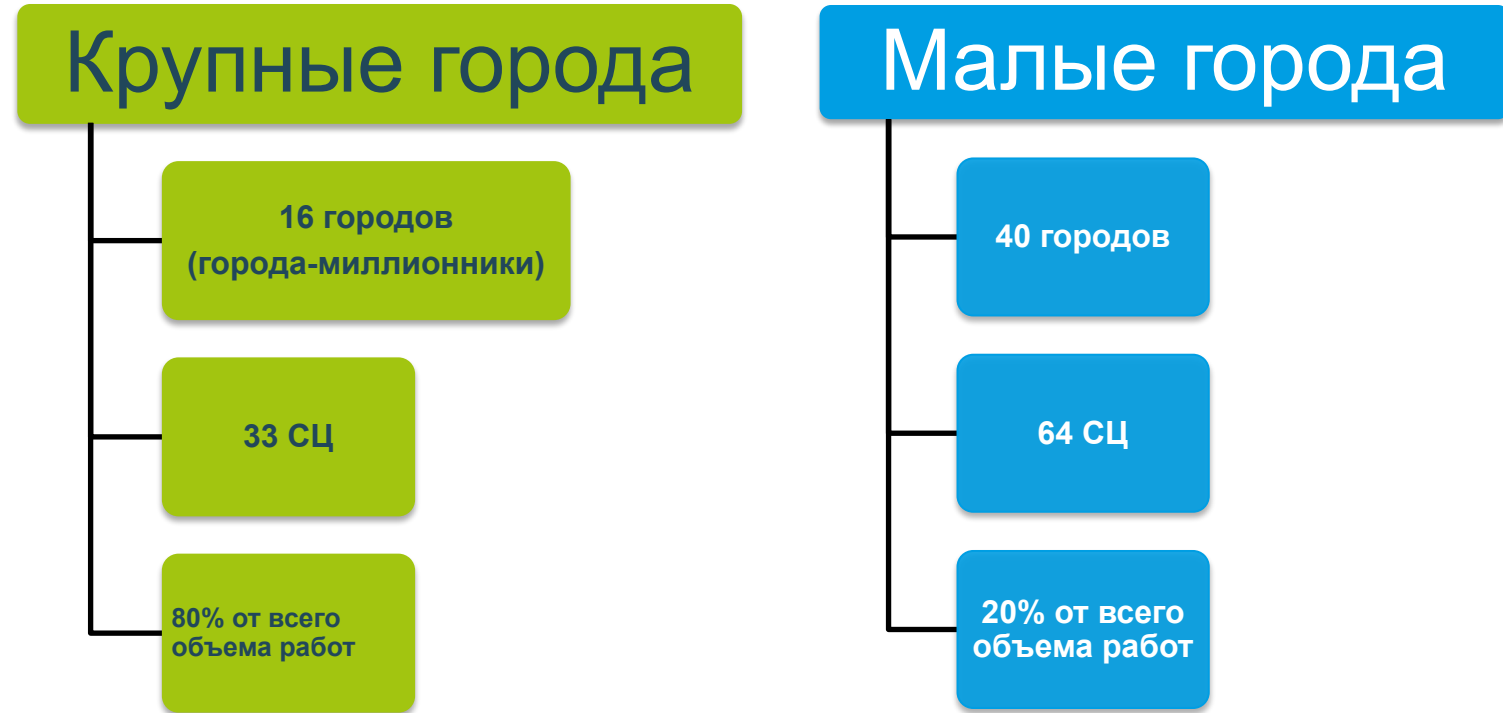 Крупные города
16 городов
(города-миллионники)
33 СЦ
80% от всего
объема работ
Малые города
40 городов
64 СЦ
20% от всего
объема работ